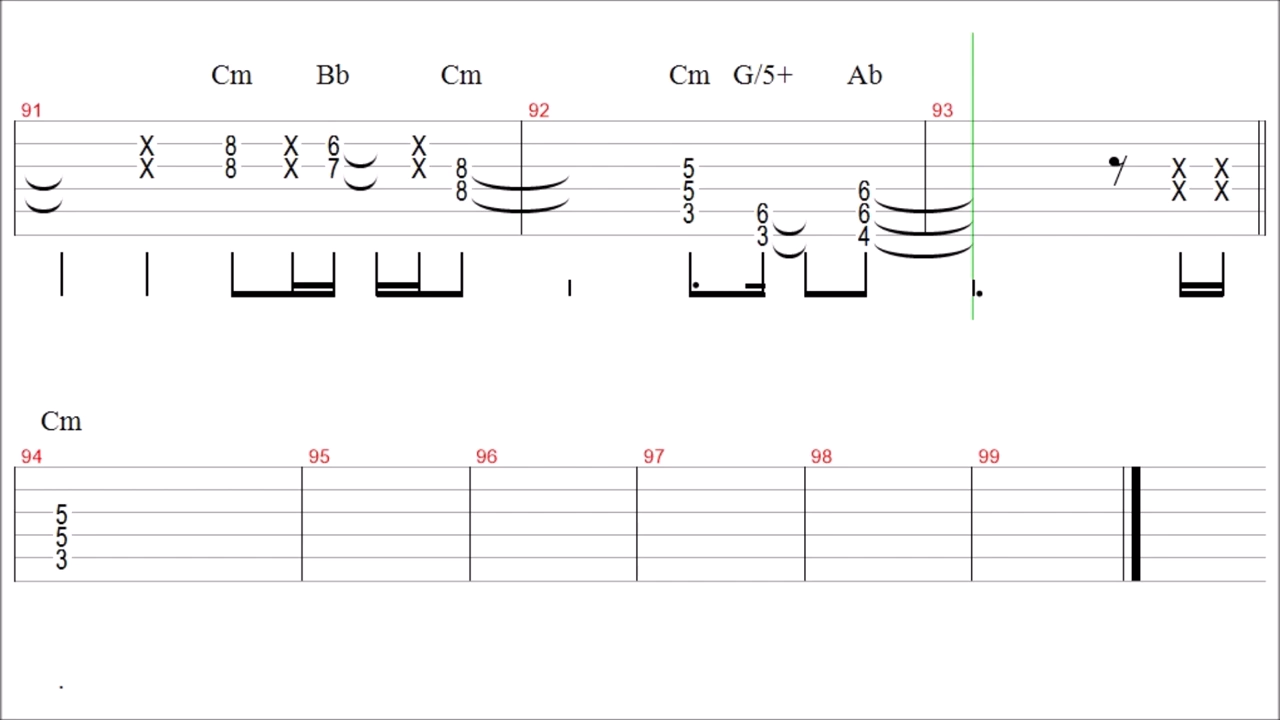 Cm Bb Cm Cm G/5+ Ab
91 92 93
X 8 X 6 X
X 8 X 7 X 8 5 X X
8 5 6 X X
3 6 6
3 4
Cm
94 95 96 97 98 99
5
5
3